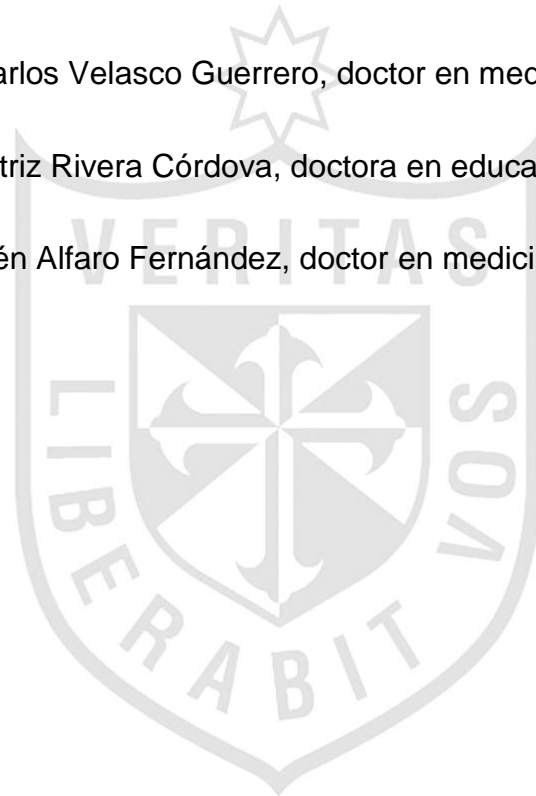 arlos Velasco Guerrero, doctor en med
triz Rivera Córdova, doctora en educa
én Alfaro Fernández, doctor en medici
VERITAS
LIBERABIT VOS